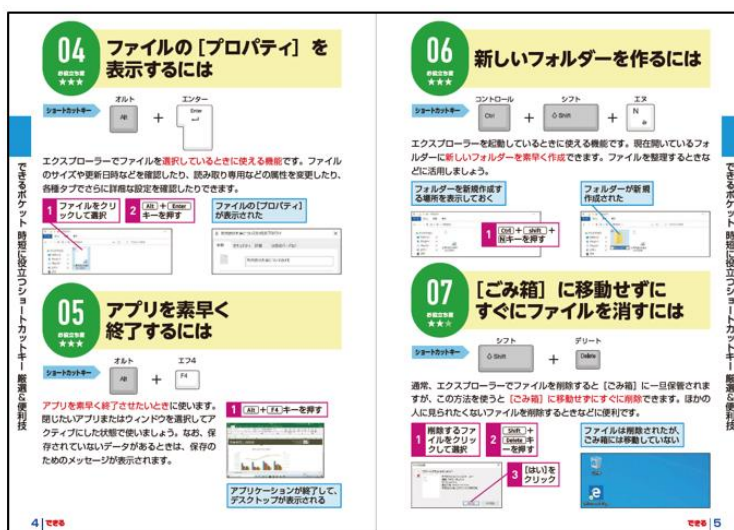 04
お役立ち度
★★★
ファイルの［プロパティ］を
表示するには
ショートカットキー
オルト
Alt
+
エンター
Enter
エクスプローラーでファイルを選択しているときに使える機能です。ファイル
のサイズや更新日時などを確認したり、読み取り専用などの属性を変更したり、
各種タブでさらに詳細な設定を確認したりできます。
1 ファイルをクリ
ックして選択
2 Alt + Enter
キーを押す
ファイルの［プロパティ］
が表示された
05
お役立ち度
★★★
アプリを素早く
終了するには
ショートカットキー
オルト
Alt
+
エフ4
F4
アプリを素早く終了させたいときに使います。
閉じたいアプリまたはウィンドウを選択してア
クティブにした状態で使いましょう。なお、保
存されていないデータがあるときは、保存の
ためのメッセージが表示されます。
1 Alt + F4 キーを押す
アプリケーションが終了して、
デスクトップが表示される
できるポケット 時短に役立つショートカットキー 厳選&便利技
4 できる
06
お役立ち度
★★★
新しいフォルダーを作るには
ショートカットキー
コントロール
Ctrl
+
シフト
Shift
+
エヌ
N
エクスプローラーを起動しているときに使える機能です。現在開いているフォ
ルダーに新しいフォルダーを素早く作成できます。ファイルを整理するときな
どに活用しましょう。
フォルダーを新規作成す
る場所を表示しておく
フォルダーが新規
作成された
1 Ctrl + shift +
Nキーを押す
07
お役立ち度
★★★
［ごみ箱］に移動せずに
すぐにファイルを消すには
ショートカットキー
シフト
Shift
+
デリート
Delete
通常、エクスプローラーでファイルを削除すると［ごみ箱］に一旦保管されま
すが、この方法を使うと［ごみ箱］に移動せずにすぐに削除できます。ほかの
人に見られたくないファイルを削除するときなどに便利です。
1 削除するファ
イルをクリッ
クして選択
2 Shift +
Delete キ
ーを押す
3 ［はい］を
クリック
ファイルは削除されたが、
ごみ箱には移動していない
できるポケット 時短に役立つショートカットキー 厳選&便利技
できる 5